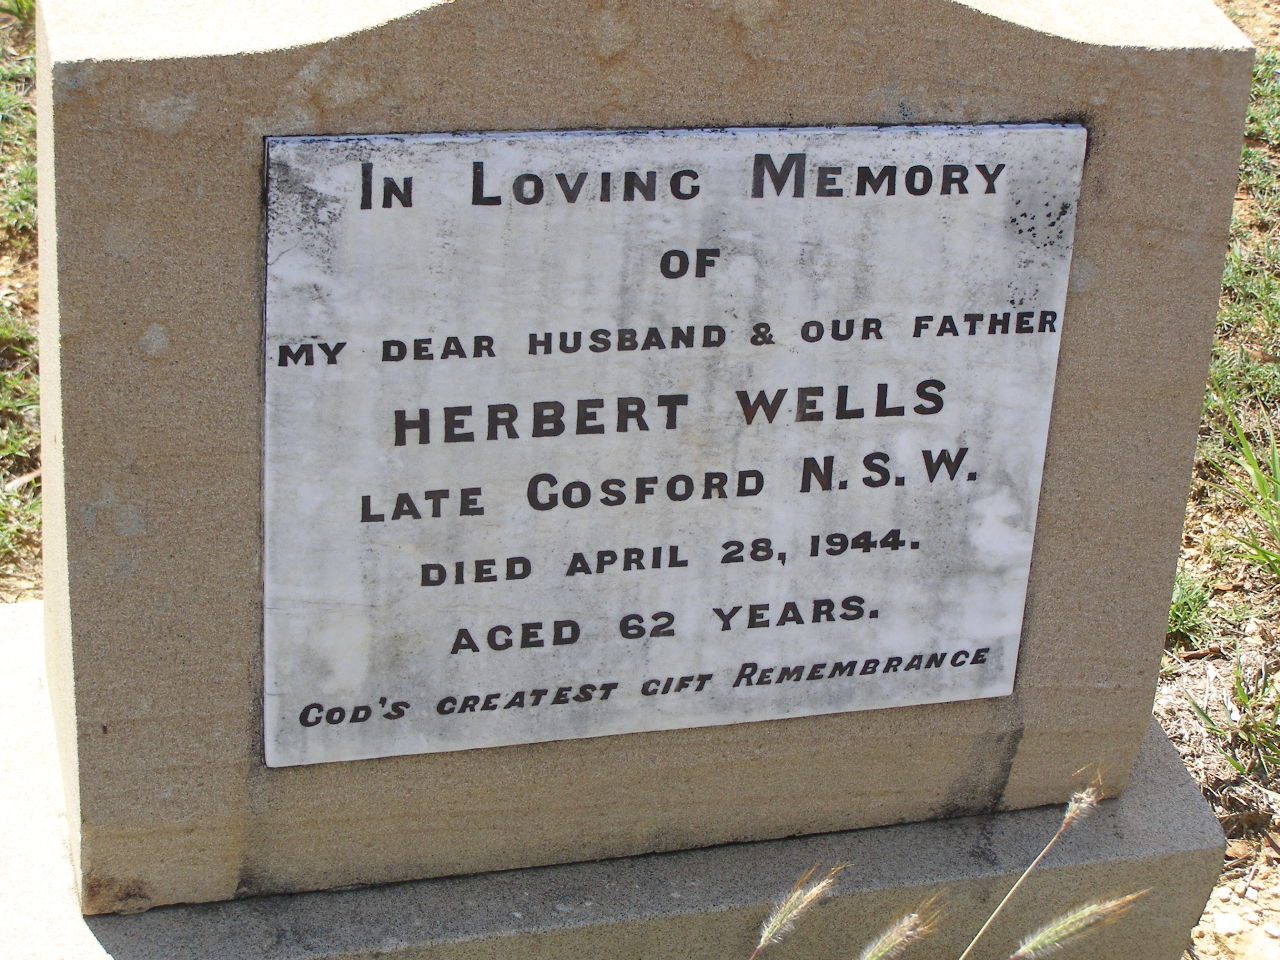 In Loving Memory
OF
MY DEAR HUSBAND & OUR FATHER
HERBERT WELLS
LATE GOSFORD N.S.W.
DIED APRIL 28, 1944.
AGED 62 YEARS.
God's greatest gift Remembrance